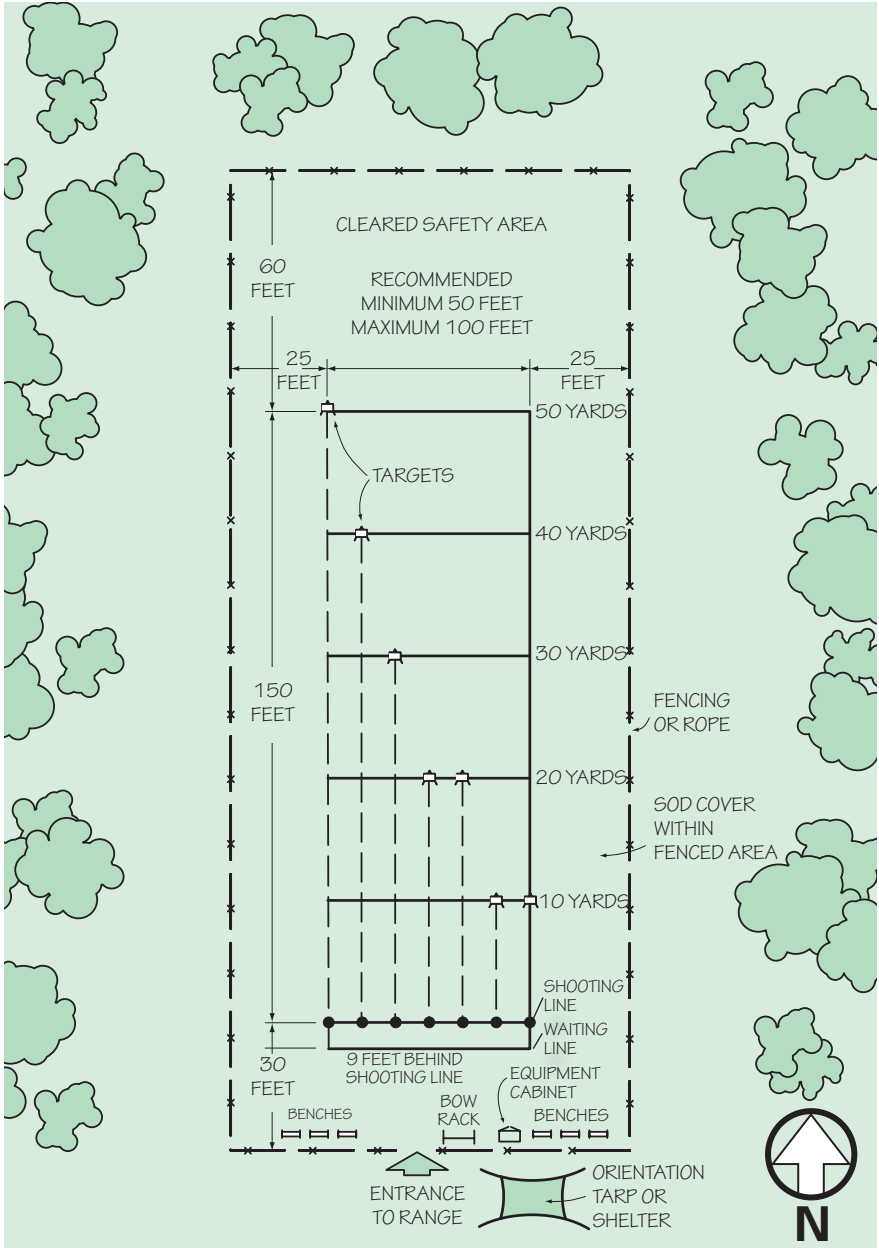 CLEARED SAFETY AREA
60
FEET
RECOMMENDED
MINIMUM 50 FEET
MAXIMUM 100 FEET
25
FEET
25
FEET
50 YARDS
TARGETS
40 YARDS
30 YARDS
150
FEET
FENCING
OR ROPE
20 YARDS
SOD COVER
WITHIN
FENCED AREA
10 YARDS
SHOOTING
LINE
WAITING
LINE
30
FEET
9 FEET BEHIND
SHOOTING LINE
EQUIPMENT
CABINET
BENCHES
BOW
RACK
BENCHES
ENTRANCE
TO RANGE
ORIENTATION
TARP OR
SHELTER
N